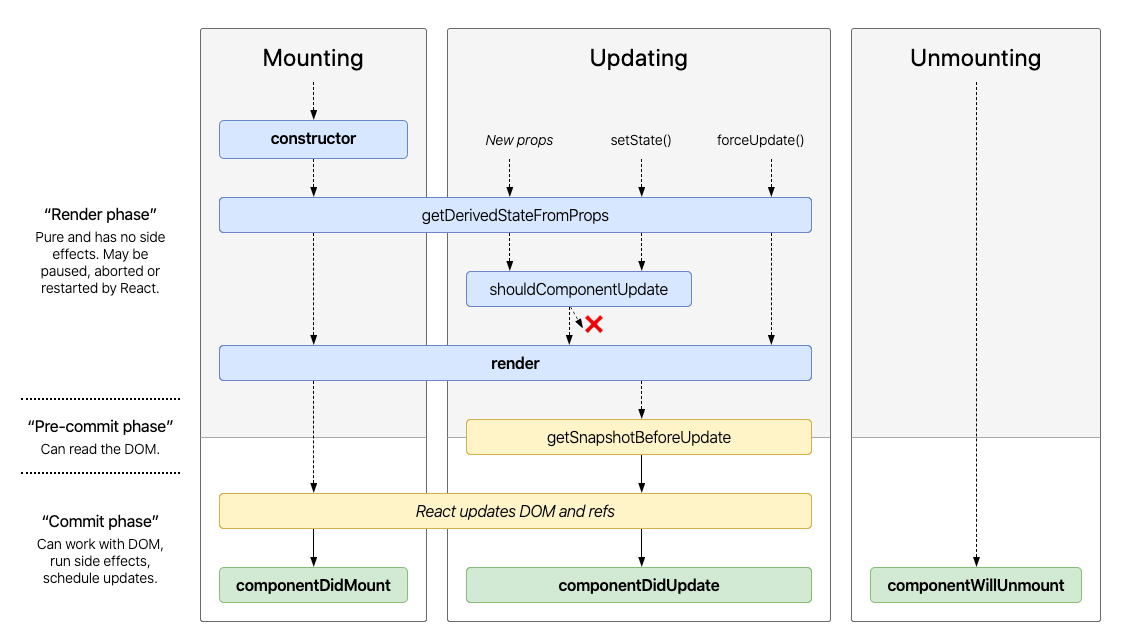 Mounting
Updating
Unmounting
constructor
New props
setState()
forceUpdate()
“Render phase”
Pure and has no side
effects. May be
paused, aborted or
restarted by React.
getDerivedStateFromProps
shouldComponentUpdate
render
“Pre-commit phase”
Can read the DOM.
getSnapshotBeforeUpdate
“Commit phase”
Can work with DOM,
run side effects,
schedule updates.
React updates DOM and refs
componentDidMount
componentDidUpdate
componentWillUnmount